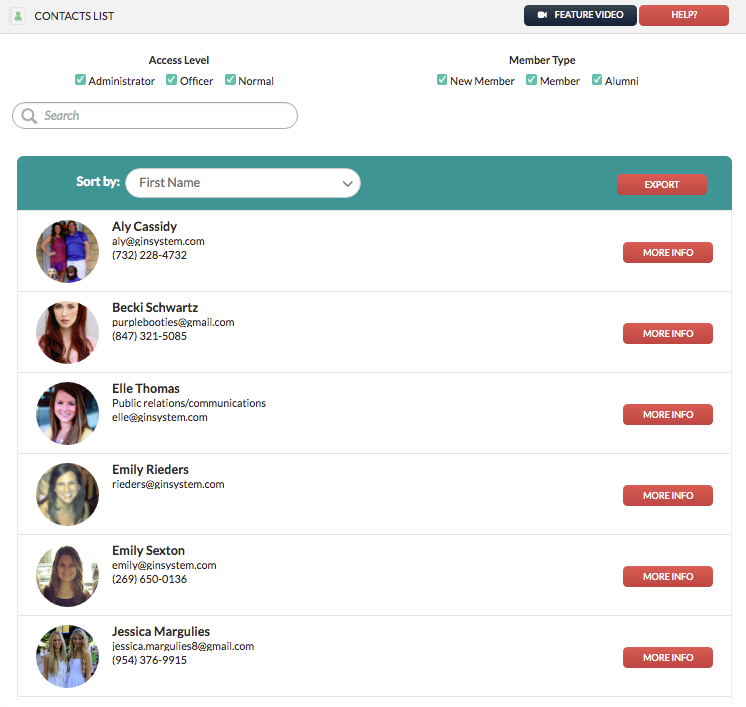 CONTACTS LIST
FEATURE VIDEO
HELP?
Access Level
Member Type
Administrator Officer Normal
New Member Member Alumni
Search
Sort by: First Name
EXPORT
Aly Cassidy
aly@ginsystem.com
(732) 228-4732
MORE INFO
Becki Schwartz
purplebooties@gmail.com
(847) 321-5085
MORE INFO
Elle Thomas
Public relations/communications
elle@ginsystem.com
MORE INFO
Emily Rieders
rieders@ginsystem.com
MORE INFO
Emily Sexton
emily@ginsystem.com
(269) 650-0136
MORE INFO
Jessica Margulies
jessica.margulies8@gmail.com
(954) 376-9915
MORE INFO